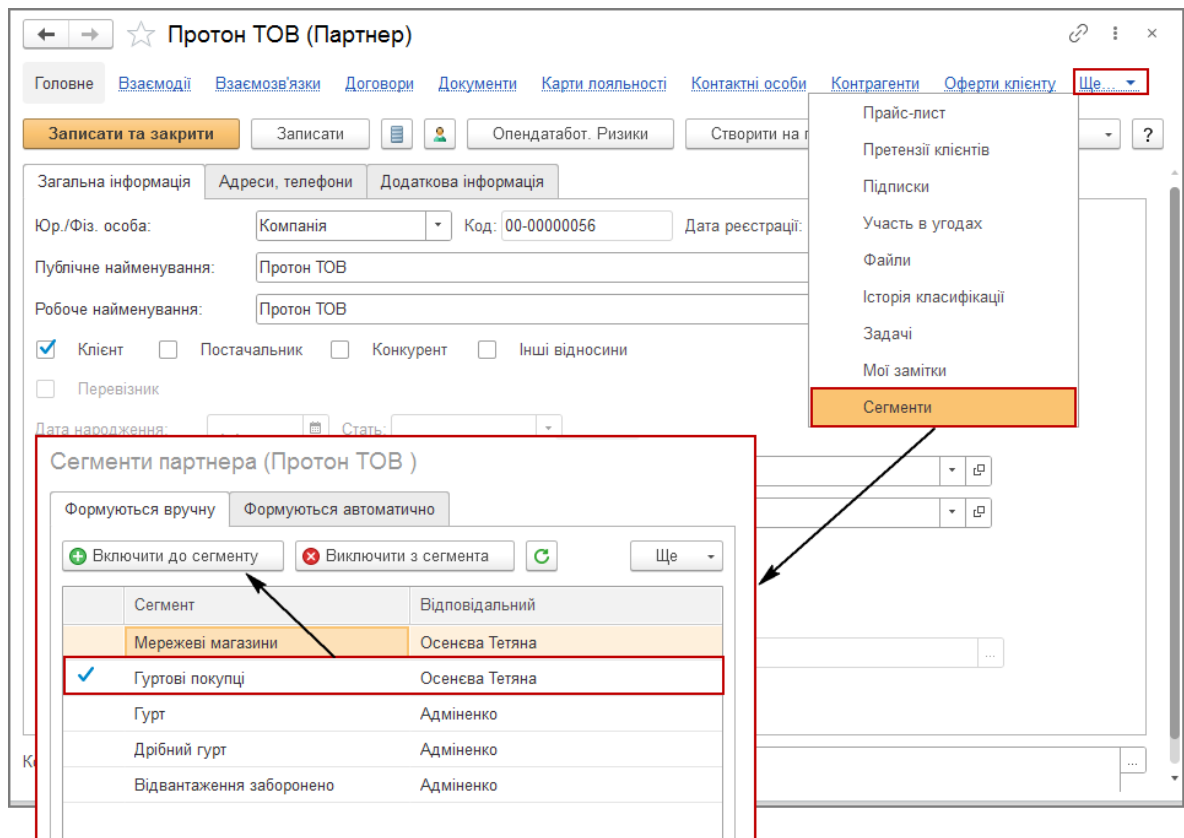 Протон ТОВ (Партнер)
Головне Взаємодії Взаємозв'язки Договори Документи Карти лояльності Контактні особи Контрагенти Оферти клієнту Ще...
Записати та закрити Записати Опендатабот. Ризики Створити на ?
Загальна інформація Адреси, телефони Додаткова інформація
Юр./Фіз. особа: Компанія Код: 00-00000056 Дата реєстрації:
Публічне найменування: Протон ТОВ
Робоче найменування: Протон ТОВ
Клієнт Постачальник Конкурент Інші відносини
Перевізник
Дата народження: Стать:
Прайс-лист
Претензії клієнтів
Підписки
Участь в угодах
Файли
Історія класифікації
Задачі
Мої замітки
Сегменти
Сегменти партнера (Протон ТОВ )
Формуються вручну Формуються автоматично
Включити до сегменту Виключити з сегмента Ще
Сегмент Відповідальний
Мережеві магазини Осенєва Тетяна
Гуртові покупці Осенєва Тетяна
Гурт Адміненко
Дрібний гурт Адміненко
Відвантаження заборонено Адміненко